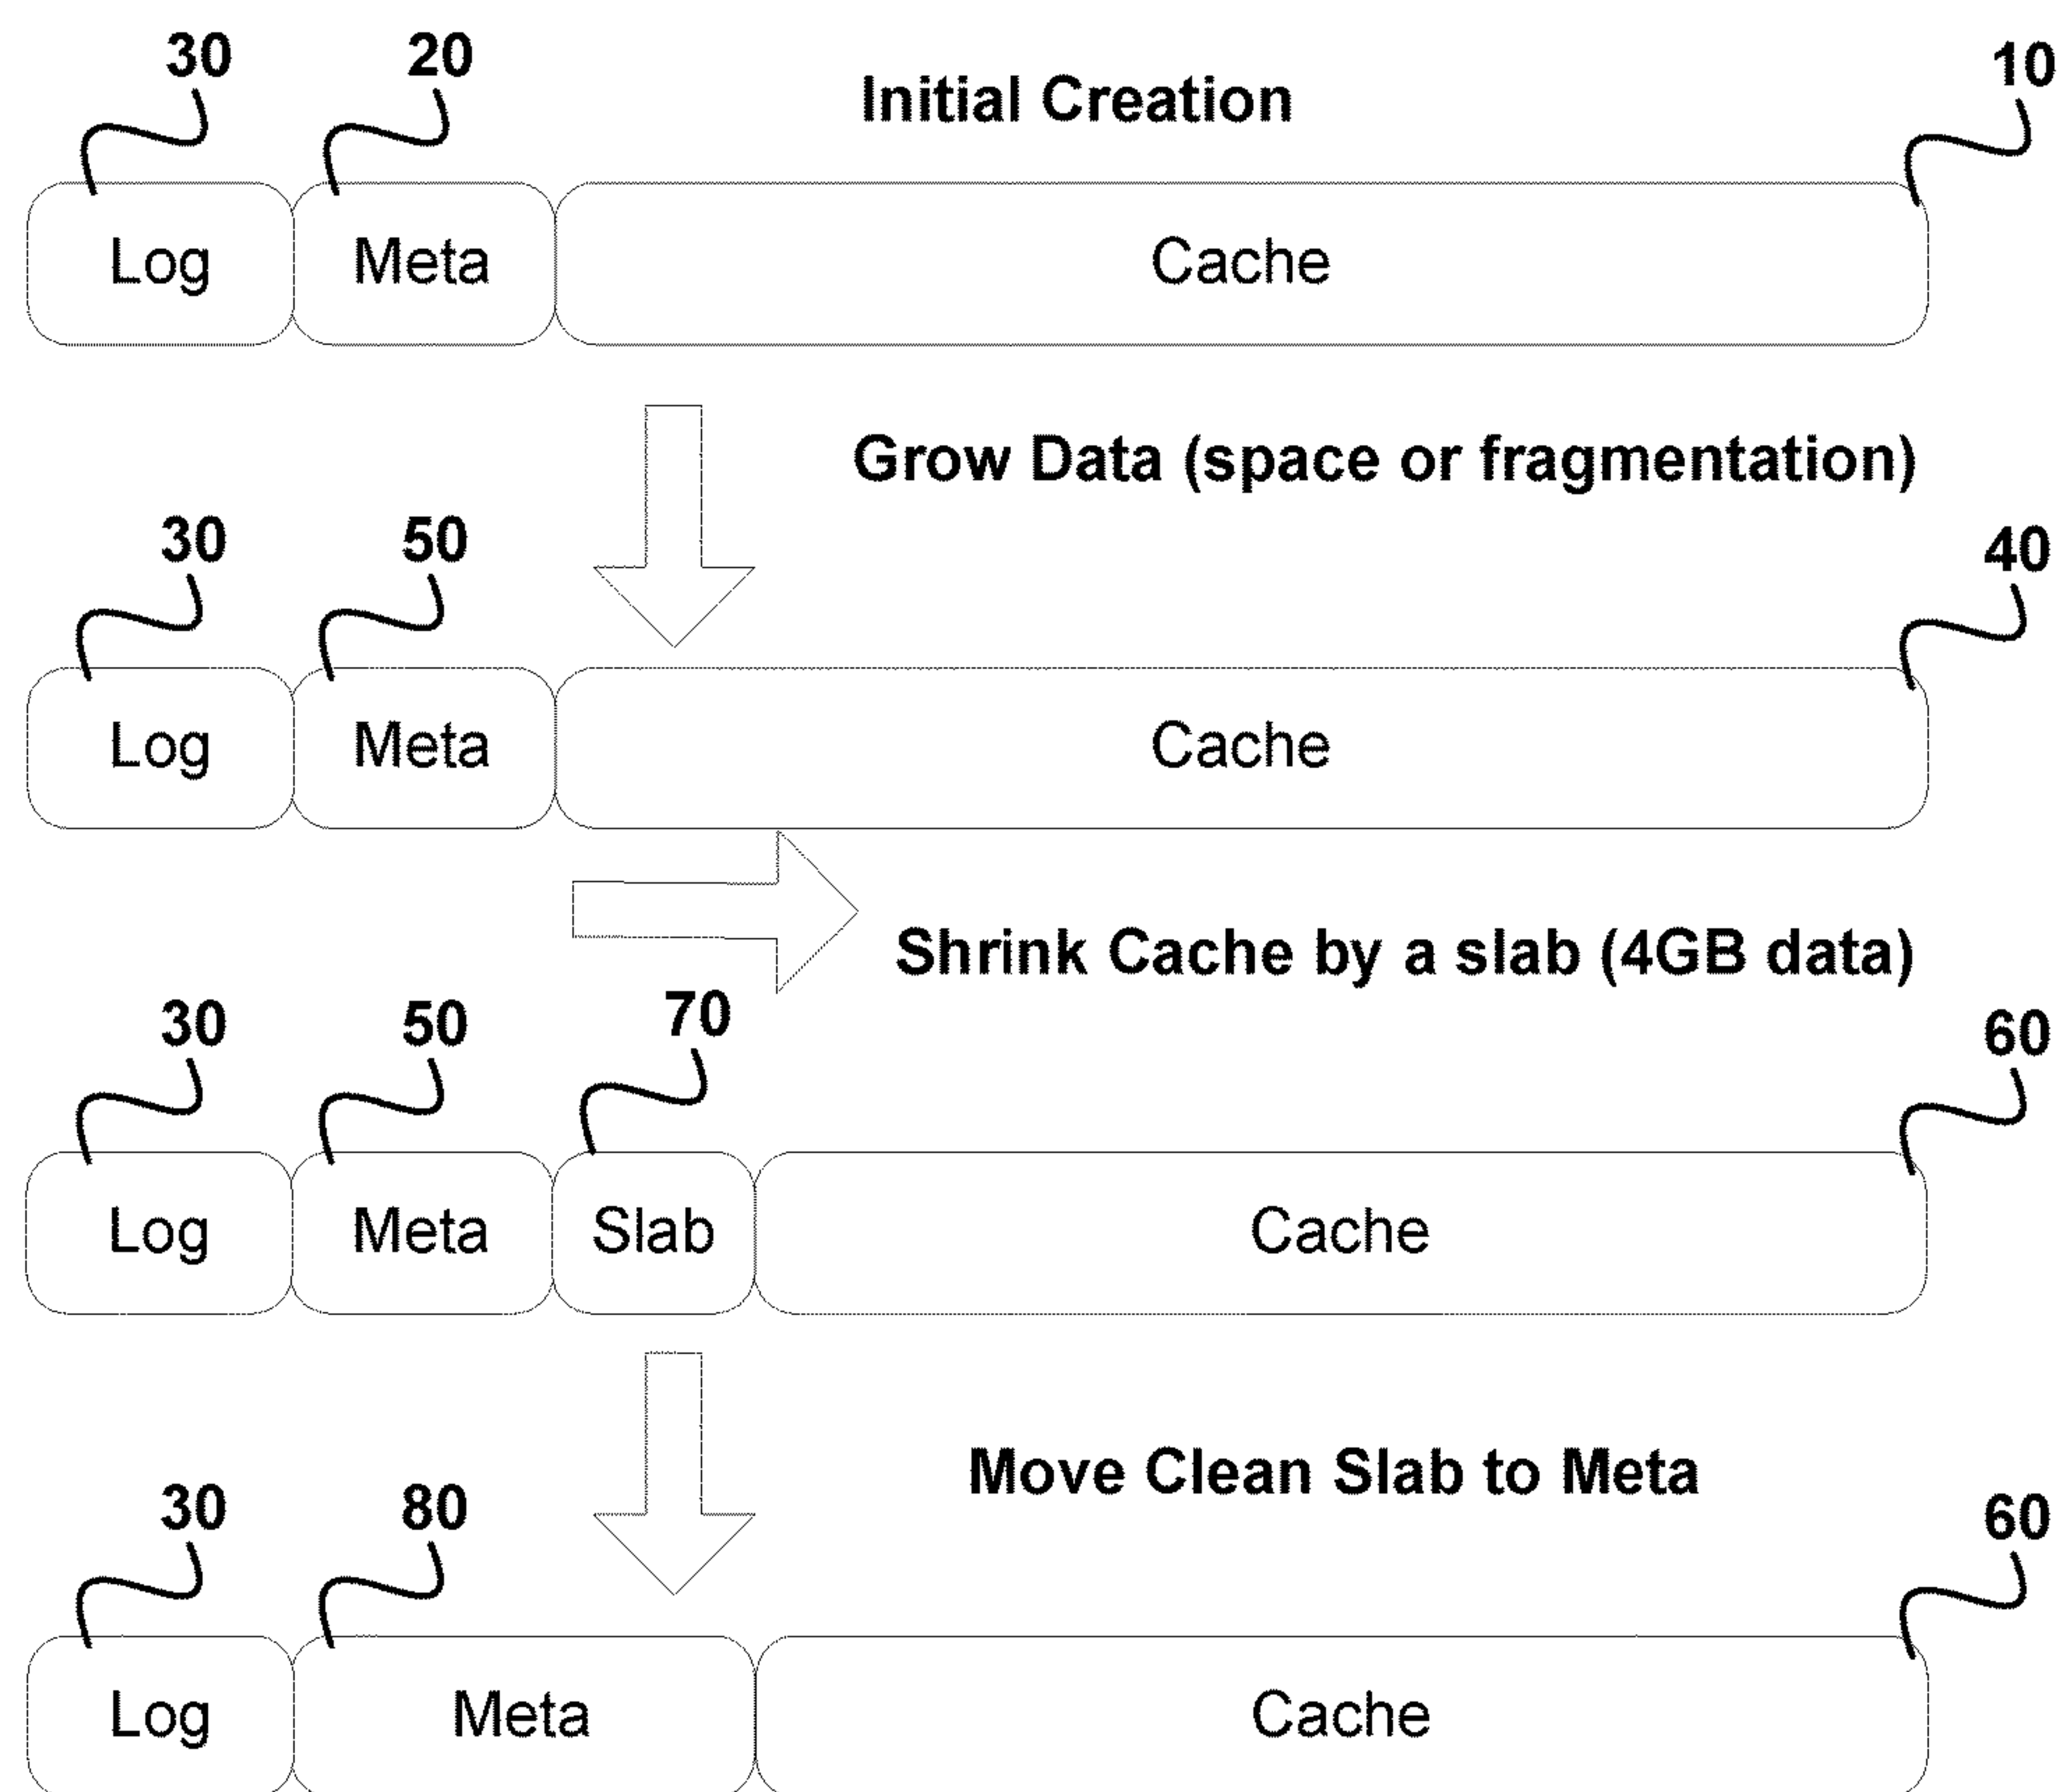 30 20 Initial Creation 10
Log Meta Cache
Grow Data (space or fragmentation)
30 50 40
Log Meta Cache
Shrink Cache by a slab (4GB data)
30 50 70 60
Log Meta Slab Cache
Move Clean Slab to Meta
30 80 60
Log Meta Cache